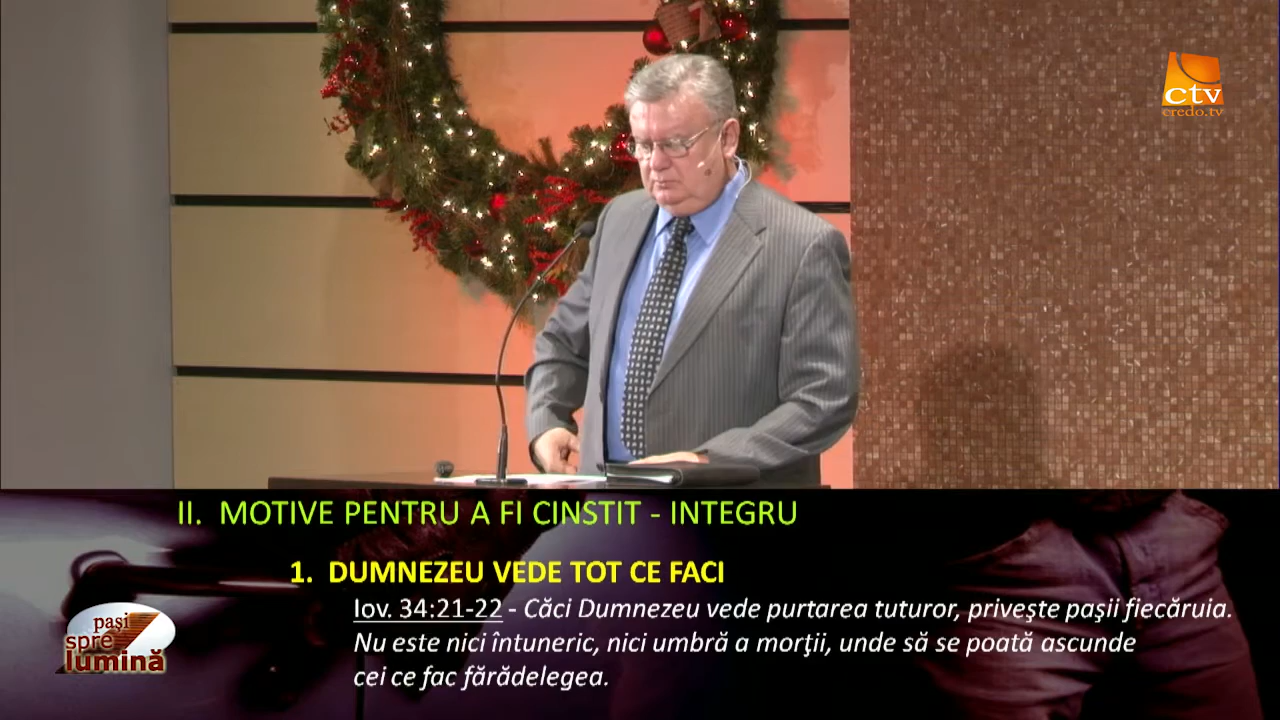 ctv
credo.tv
II. MOTIVE PENTRU A FI CINSTIT - INTEGRU
1. DUMNEZEU VEDE TOT CE FACI
Iov. 34:21-22 - Căci Dumnezeu vede purtarea tuturor, priveşte paşii fiecăruia.
Nu este nici întuneric, nici umbră a morţii, unde să se poată ascunde
cei ce fac fărădelegea.
paşi
spre
lumină